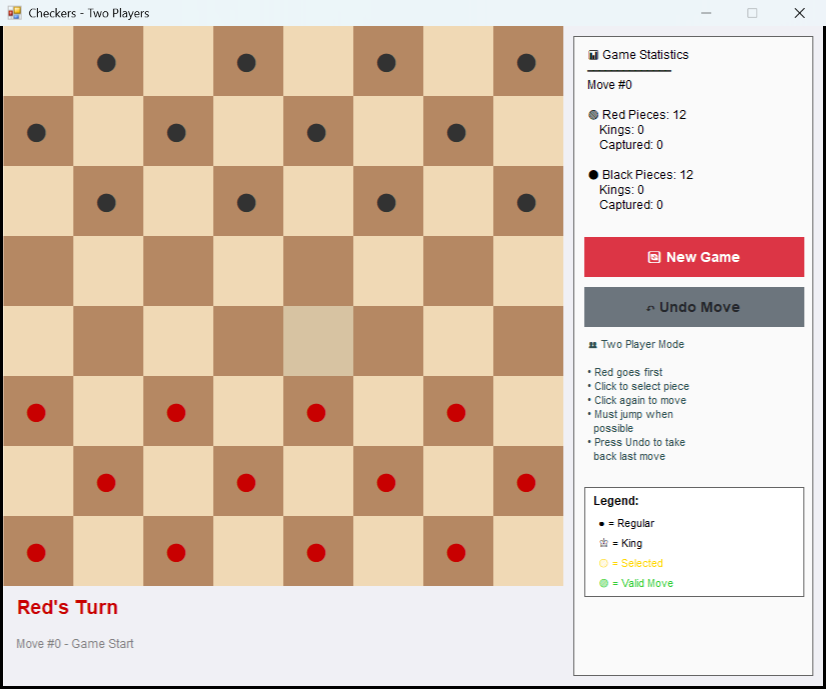 Checkers - Two Players
Game Statistics
Move #0
Red Pieces: 12
Kings: 0
Captured: 0
Black Pieces: 12
Kings: 0
Captured: 0
New Game
Undo Move
Two Player Mode
• Red goes first
• Click to select piece
• Click again to move
• Must jump when
possible
• Press Undo to take
back last move
Legend:
● = Regular
♔ = King
○ = Selected
= Valid Move
Red's Turn
Move #0 - Game Start